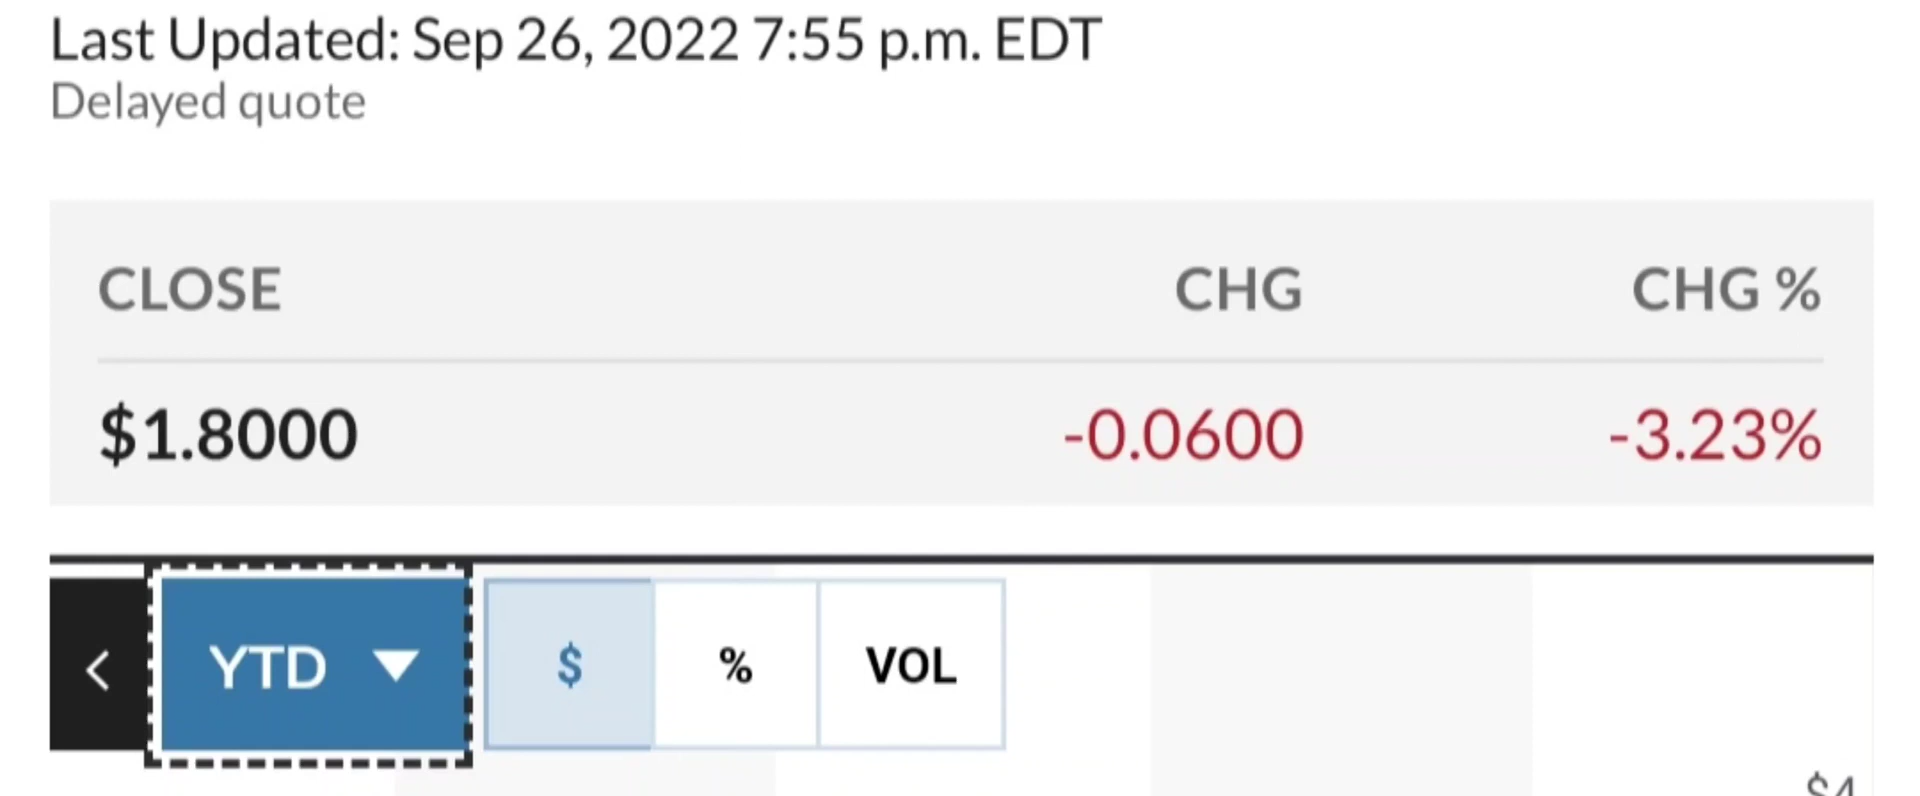 Last Updated: Sep 26, 2022 7:55 p.m. EDT
Delayed quote
CLOSE CHG CHG %
$1.8000 -0.0600 -3.23%
YTD $ % VOL
$4